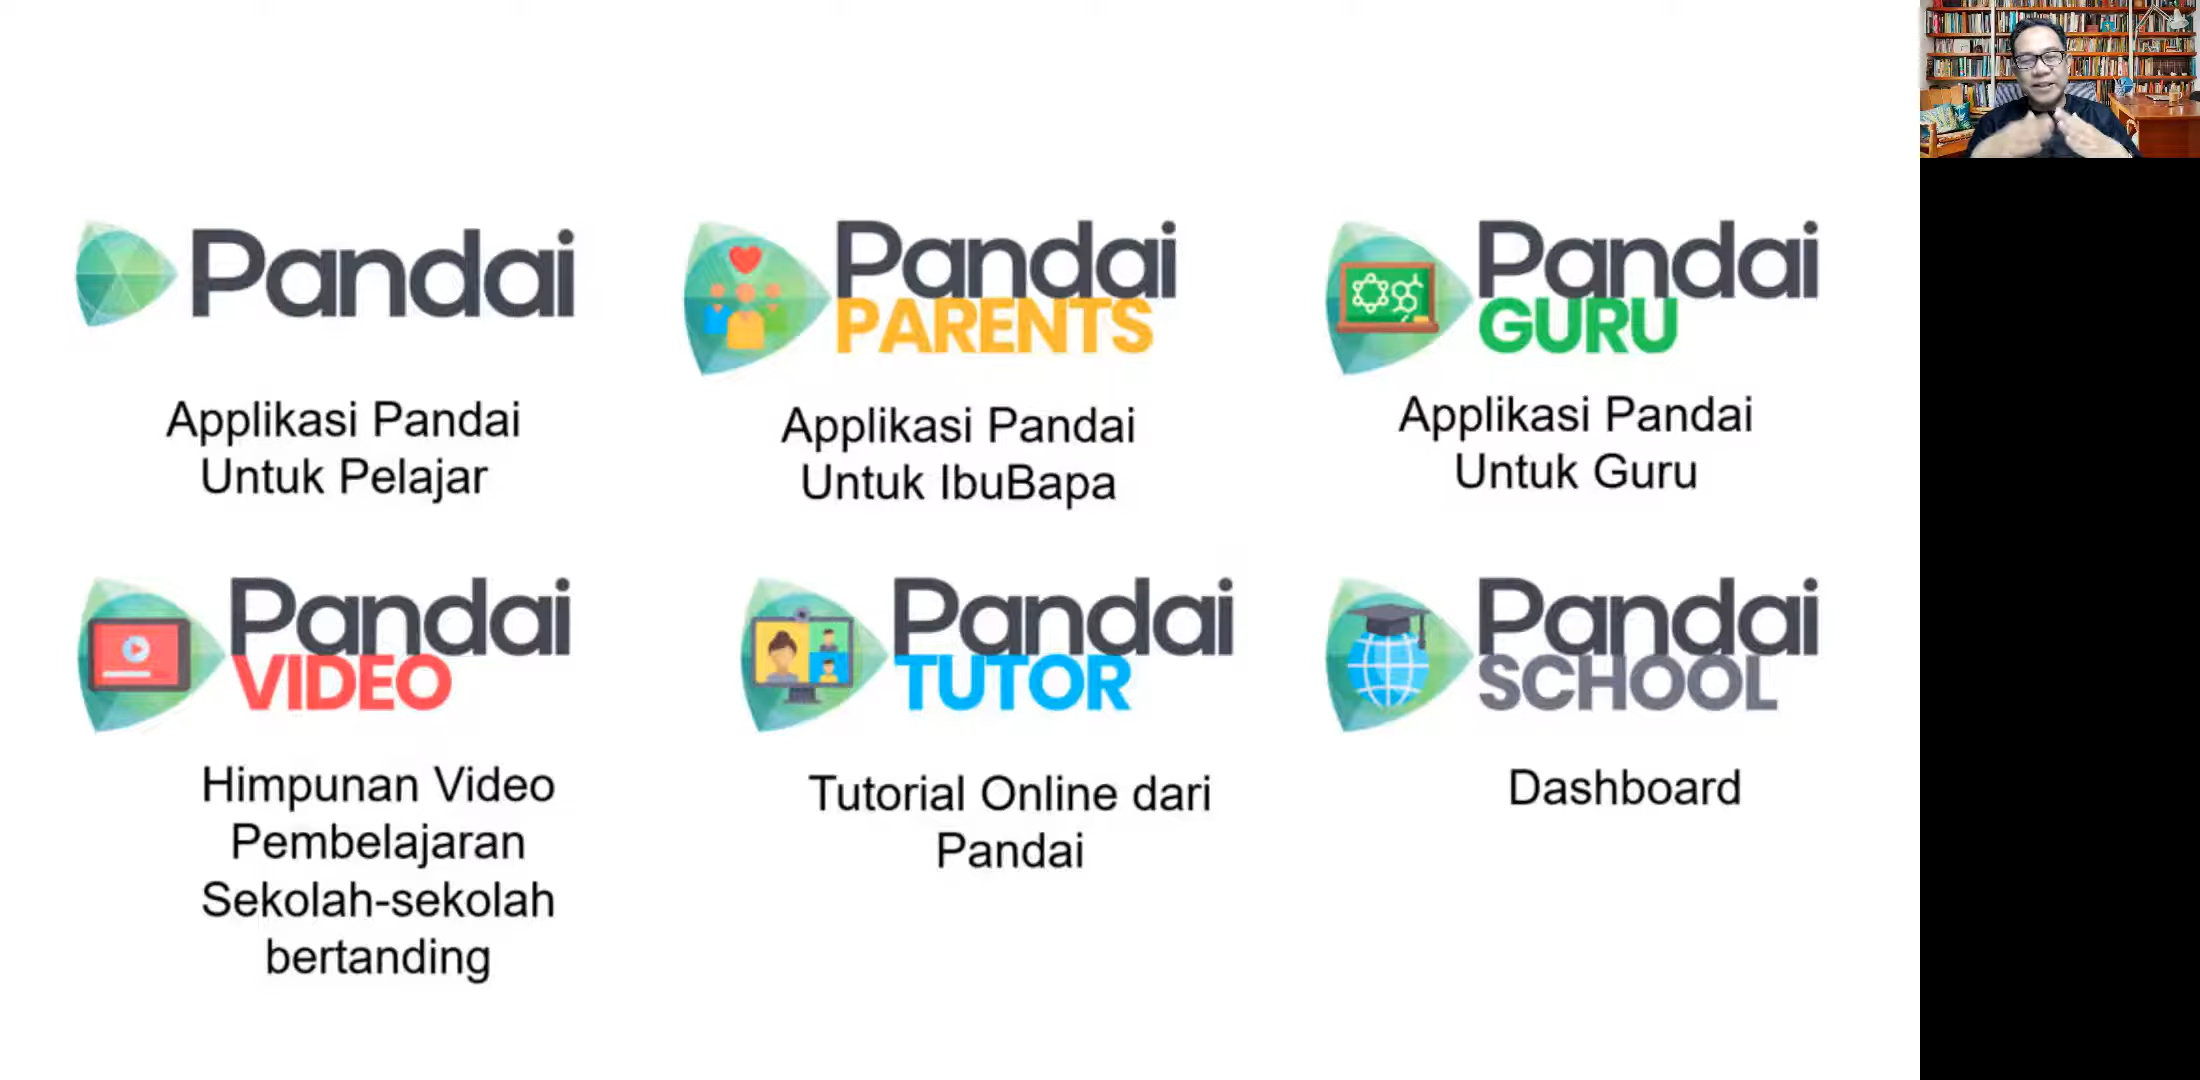 Pandai
Applikasi Pandai
Untuk Pelajar
Pandai
PARENTS
Applikasi Pandai
Untuk IbuBapa
Pandai
GURU
Applikasi Pandai
Untuk Guru
Pandai
VIDEO
Himpunan Video
Pembelajaran
Sekolah-sekolah
bertanding
Pandai
TUTOR
Tutorial Online dari
Pandai
Pandai
SCHOOL
Dashboard